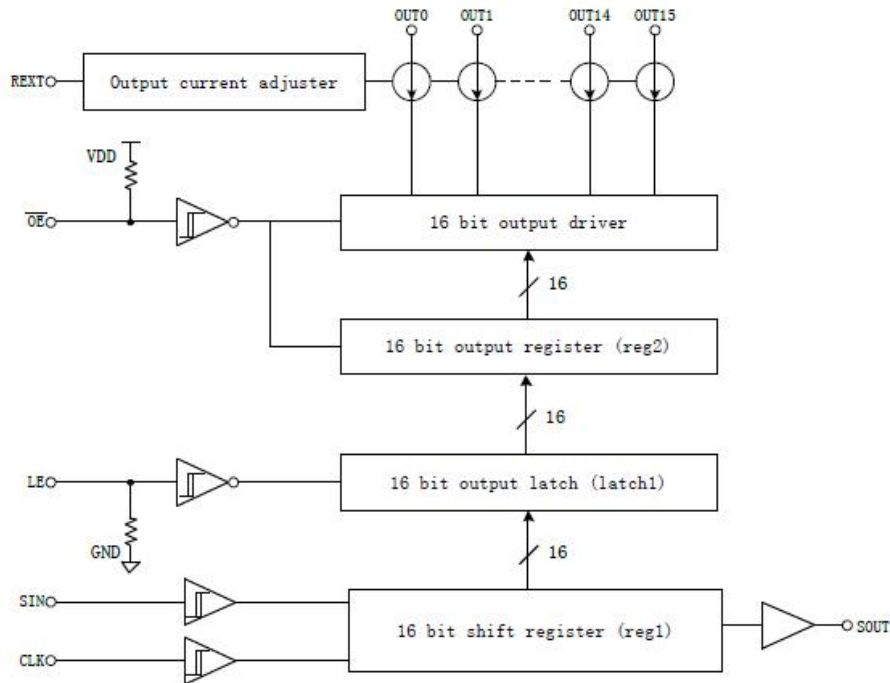 OUT0 OUT1 OUT14 OUT15
REXT Output current adjuster
VDD
OE 16 bit output driver
16
16 bit output register (reg2)
16
LE 16 bit output latch (latch1)
16
GND
SIN
16 bit shift register (reg1) SOUT
CLK